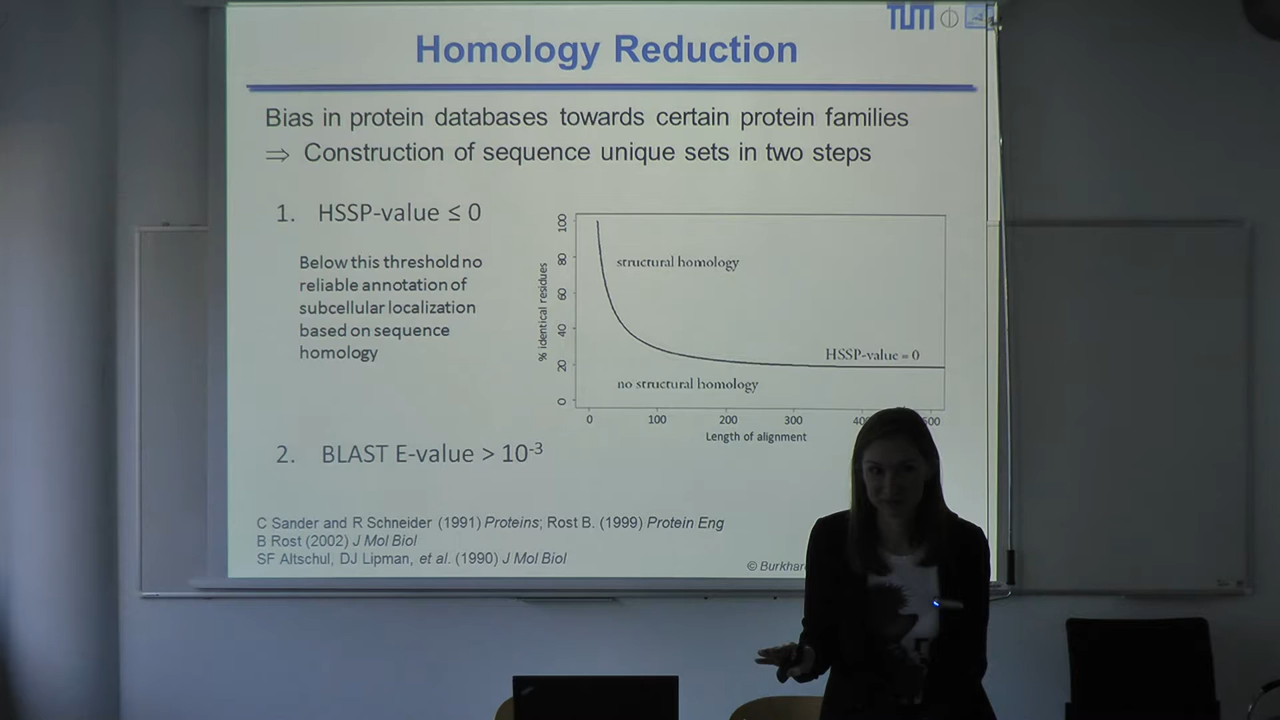 TUM
Homology Reduction
Bias in protein databases towards certain protein families
⇒ Construction of sequence unique sets in two steps
1. HSSP-value ≤ 0
Below this threshold no
reliable annotation of
subcellular localization
based on sequence
homology
% identical residues
100
80
60
40
20
0
structural homology
HSSP-value = 0
no structural homology
0 100 200 300
Length of alignment
2. BLAST E-value > 10⁻³
C Sander and R Schneider (1991) Proteins; Rost B. (1999) Protein Eng
B Rost (2002) J Mol Biol
SF Altschul, DJ Lipman, et al. (1990) J Mol Biol
©